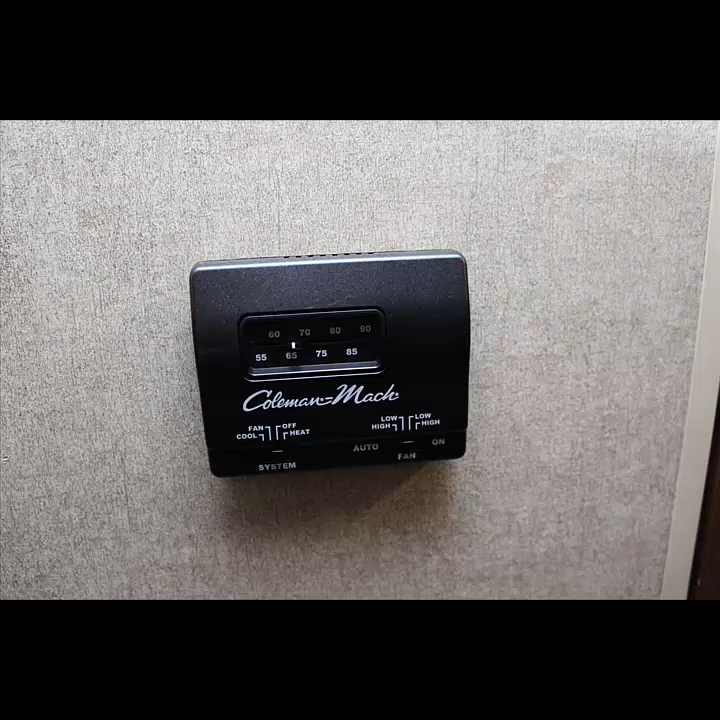 60 70 80 90
55 65 75 85
Coleman-Mach
FAN OFF LOW LOW
COOL HEAT HIGH HIGH
AUTO ON
SYSTEM FAN